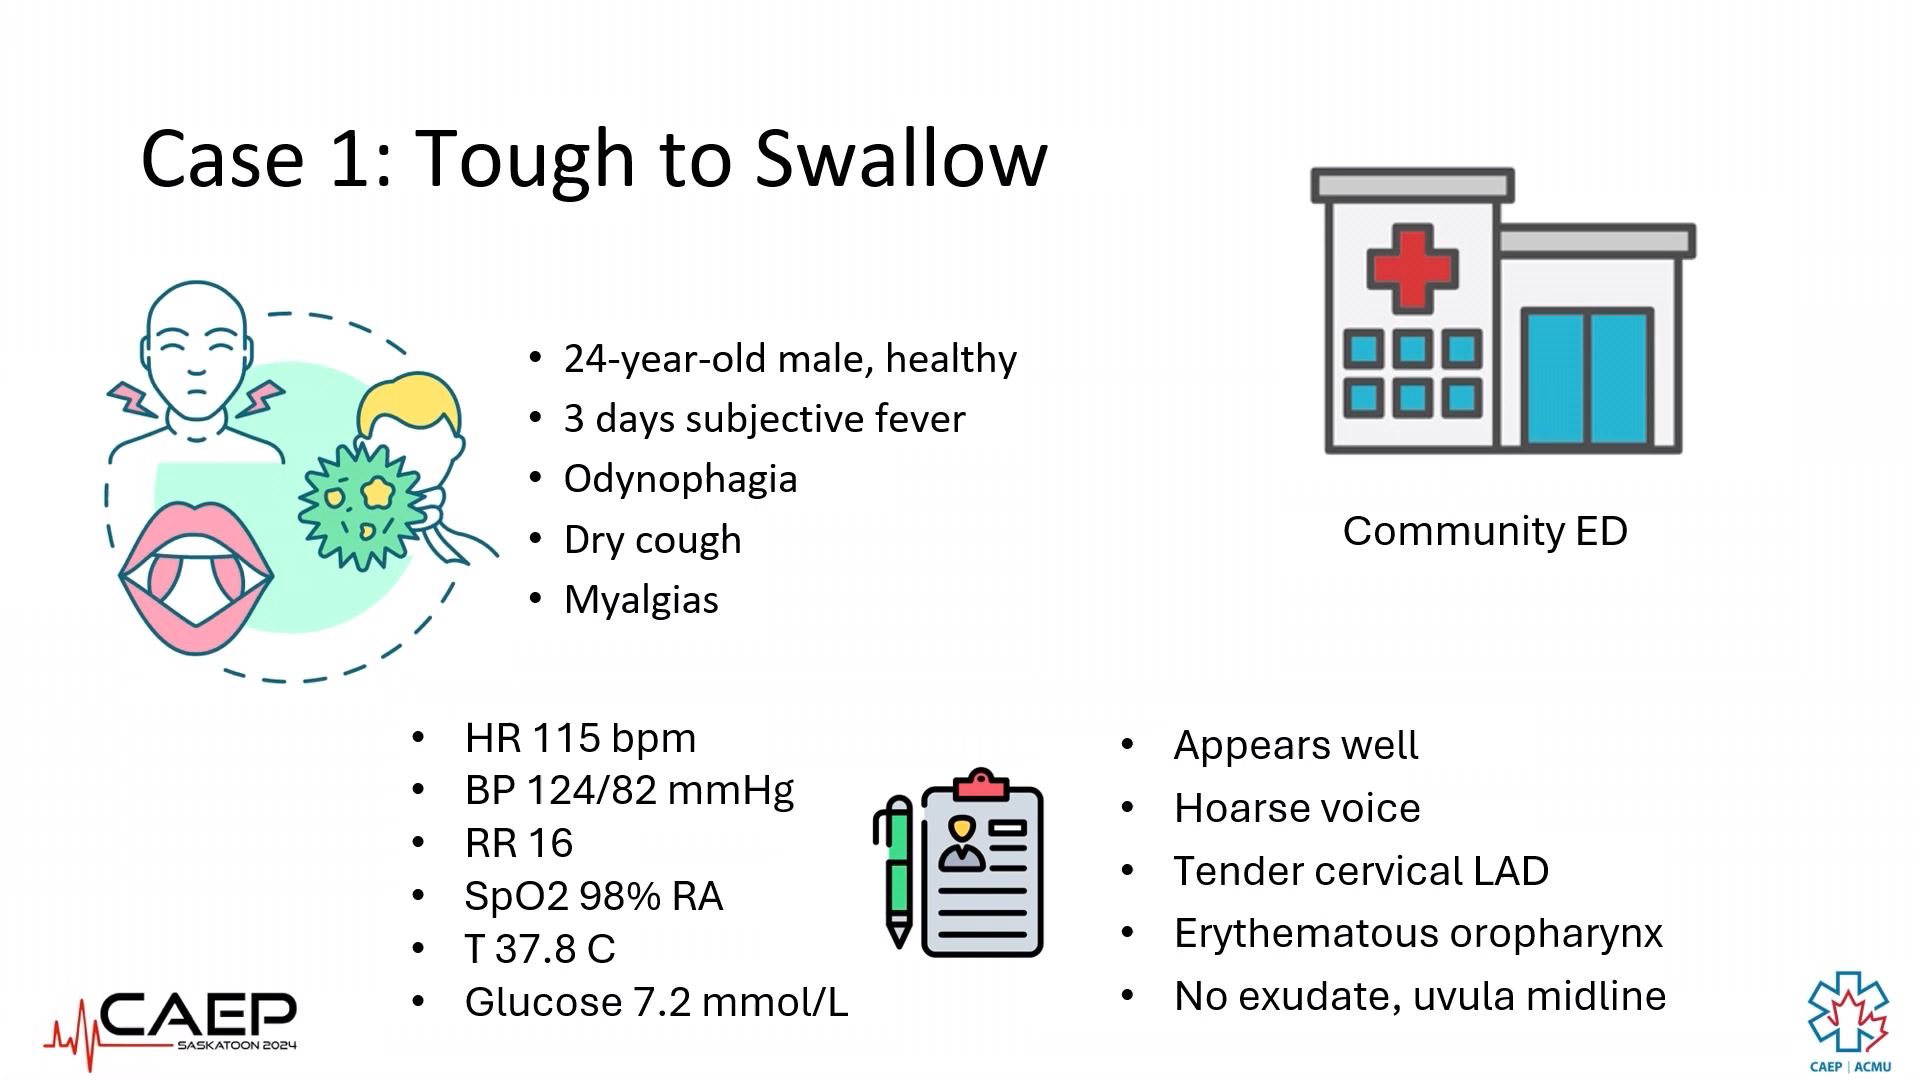 Case 1: Tough to Swallow
• 24-year-old male, healthy
• 3 days subjective fever
• Odynophagia
• Dry cough
• Myalgias
Community ED
• HR 115 bpm
• BP 124/82 mmHg
• RR 16
• SpO2 98% RA
• T 37.8 C
• Glucose 7.2 mmol/L
• Appears well
• Hoarse voice
• Tender cervical LAD
• Erythematous oropharynx
• No exudate, uvula midline
CAEP
SASKATOON 2024
CAEP | ACMU